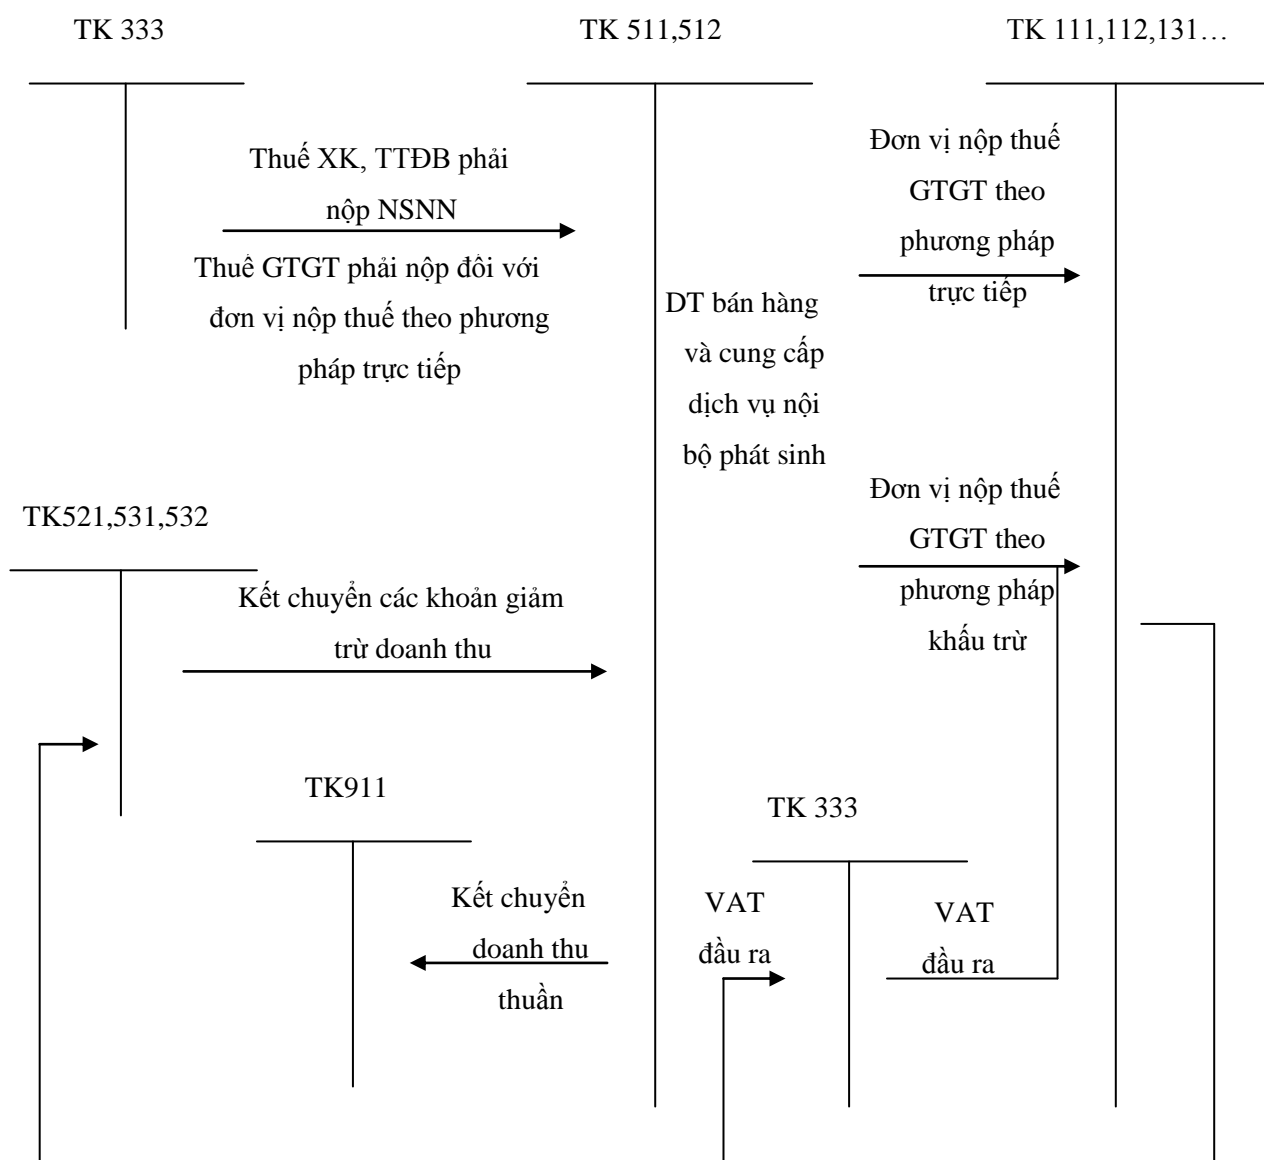 TK 333
TK 511,512
TK 111,112,131…
Thuế XK, TTĐB phải
nộp NSNN
Thuế GTGT phải nộp đối với
đơn vị nộp thuế theo phương
pháp trực tiếp
DT bán hàng
và cung cấp
dịch vụ nội
bộ phát sinh
Đơn vị nộp thuế
GTGT theo
phương pháp
trực tiếp
Đơn vị nộp thuế
GTGT theo
phương pháp
khấu trừ
TK521,531,532
Kết chuyển các khoản giảm
trừ doanh thu
TK911
Kết chuyển
doanh thu
thuần
TK 333
VAT
đầu ra
VAT
đầu ra